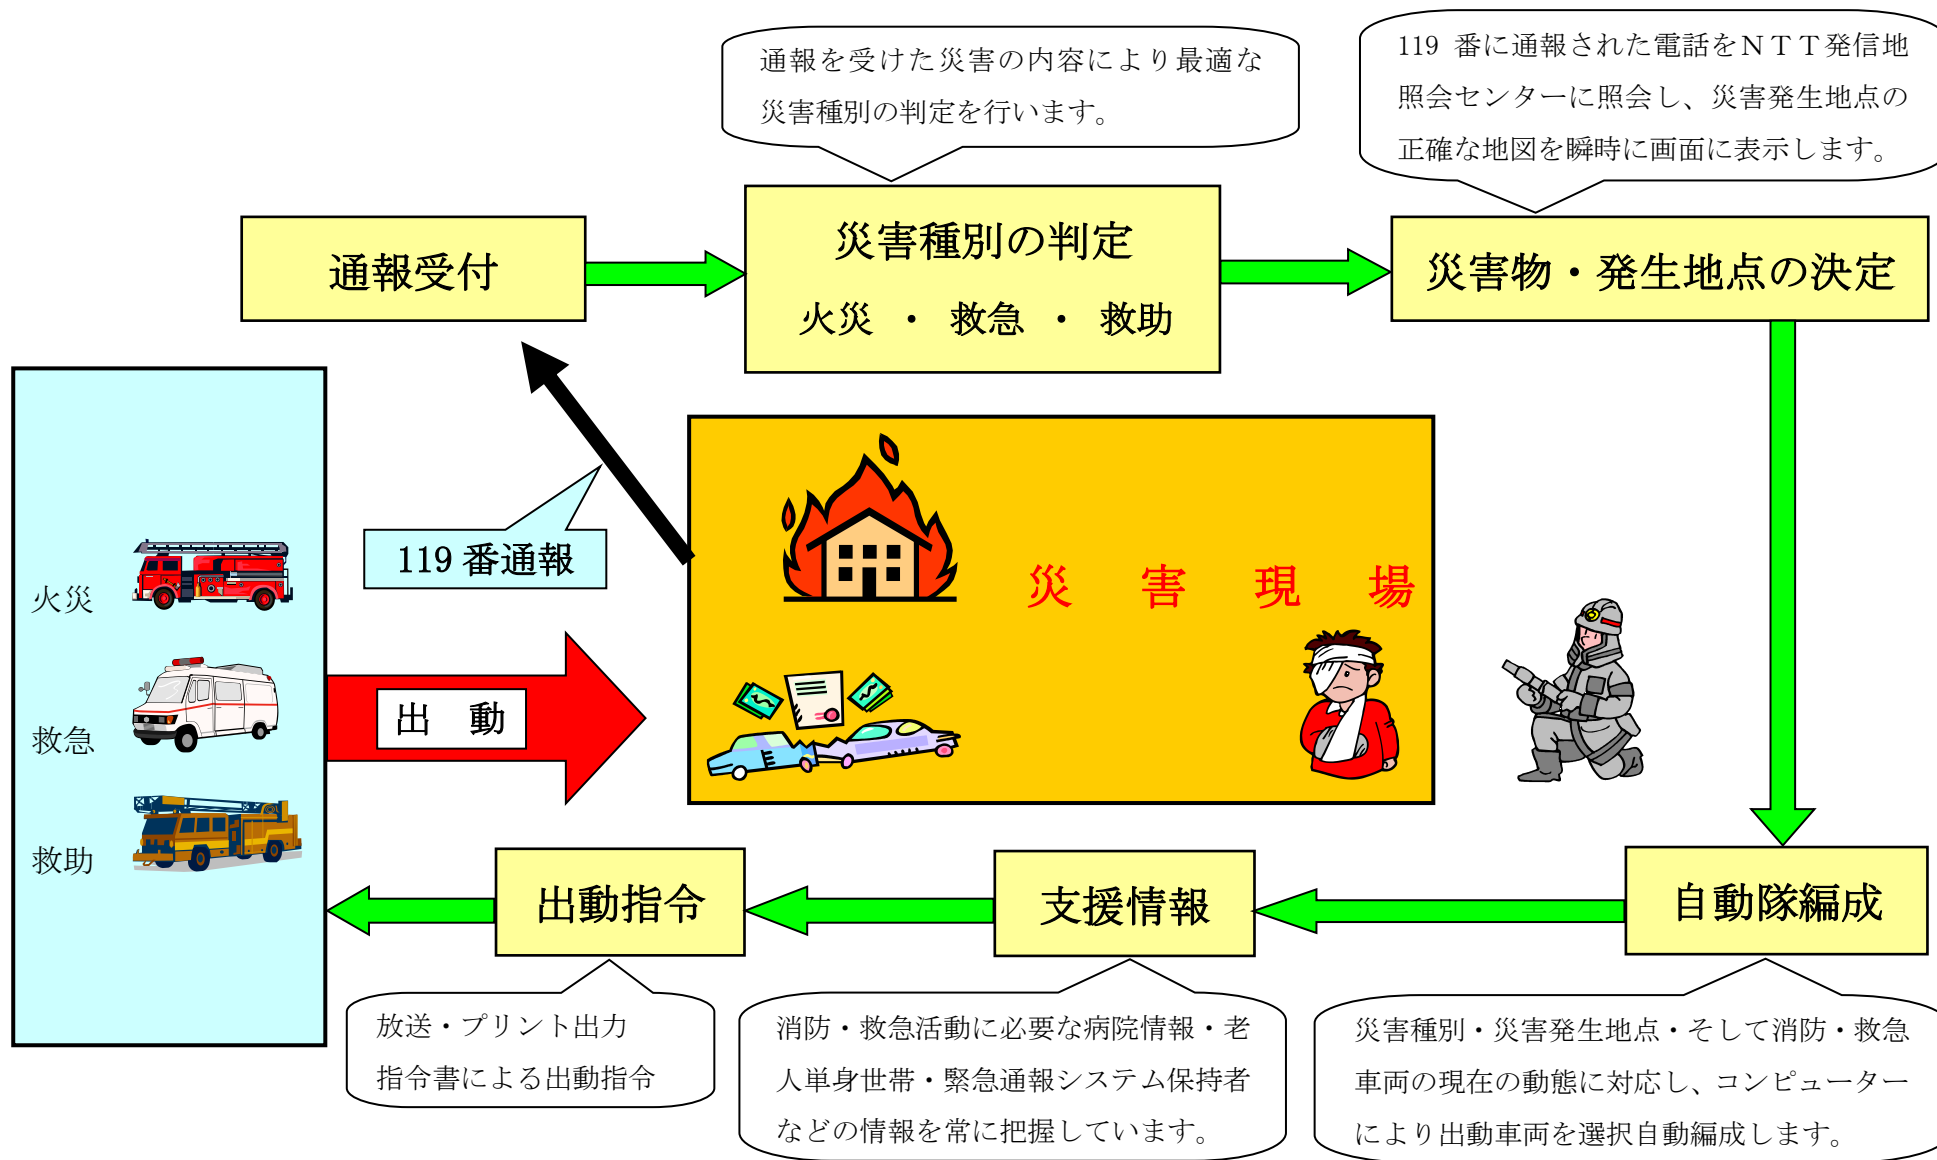 通報を受けた災害の内容により最適な
災害種別の判定を行います。
119 番に通報された電話をNTT発信地
照会センターに照会し、災害発生地点の
正確な地図を瞬時に画面に表示します。
通報受付
災害種別の判定
火災 ・ 救急 ・ 救助
災害物・発生地点の決定
119 番通報
災 害 現 場
火災
救急
救助
出 動
出動指令
支援情報
自動隊編成
放送・プリント出力
指令書による出動指令
消防・救急活動に必要な病院情報・老
人単身世帯・緊急通報システム保持者
などの情報を常に把握しています。
災害種別・災害発生地点・そして消防・救急
車両の現在の動態に対応し、コンピューター
により出動車両を選択自動編成します。